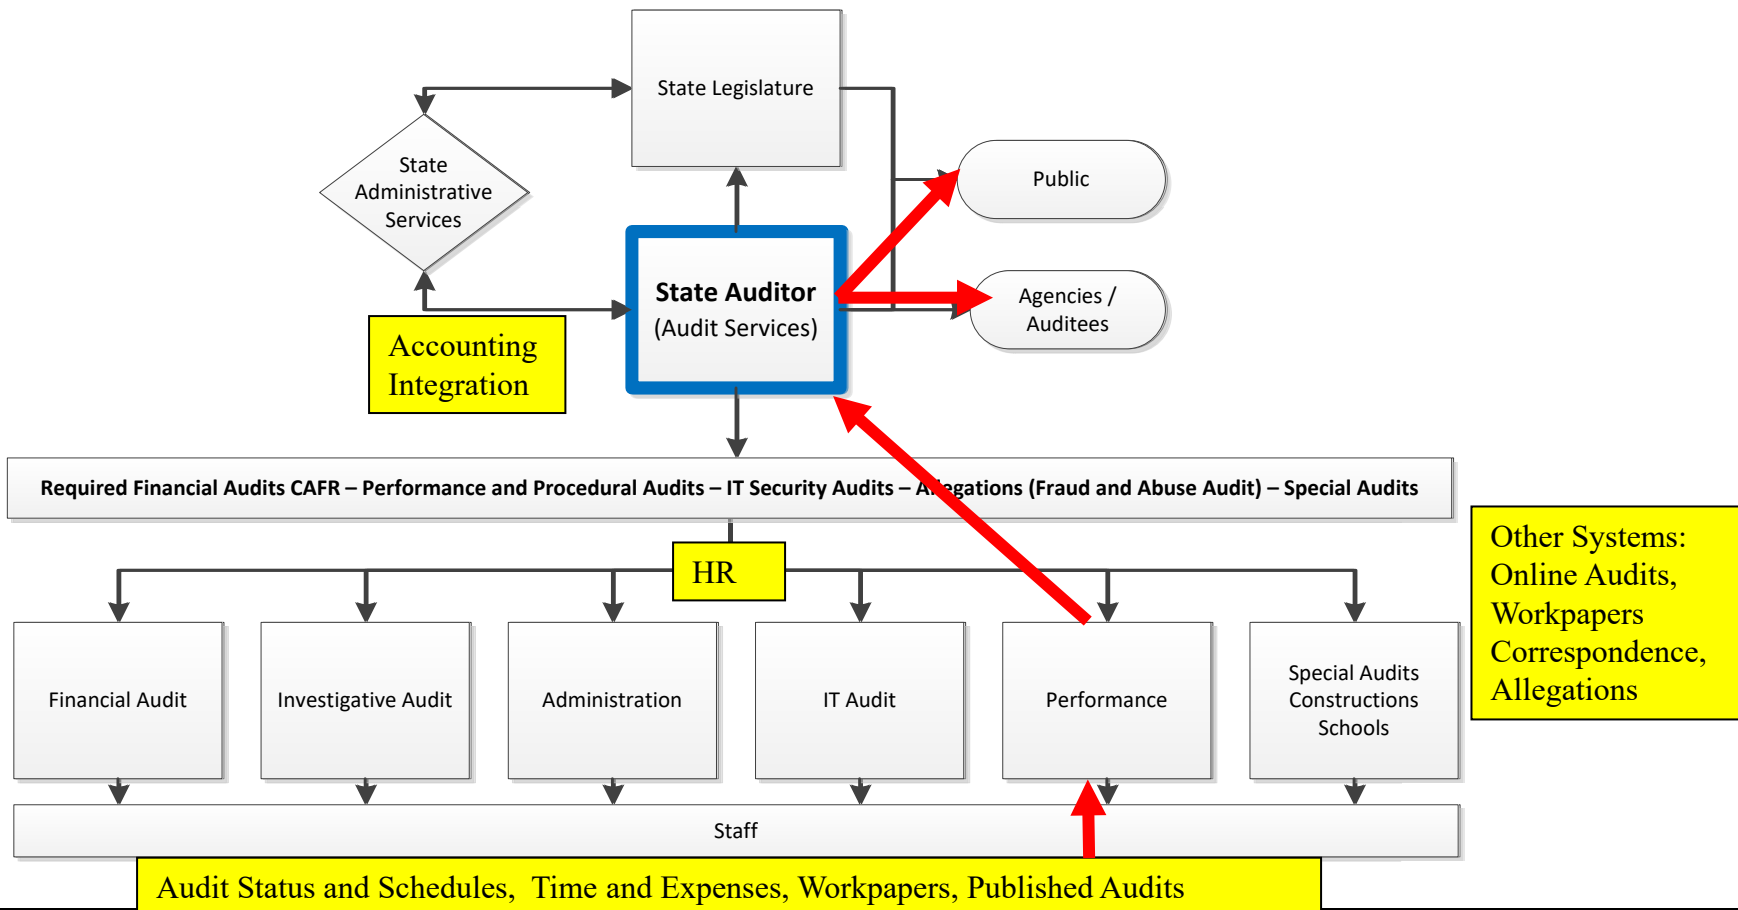 State Legislature
State
Administrative
Services
Public
State Auditor
(Audit Services)
Agencies /
Auditees
Accounting
Integration
Required Financial Audits CAFR – Performance and Procedural Audits – IT Security Audits – Allegations (Fraud and Abuse Audit) – Special Audits
HR
Other Systems:
Online Audits,
Workpapers
Correspondence,
Allegations
Financial Audit
Investigative Audit
Administration
IT Audit
Performance
Special Audits
Constructions
Schools
Staff
Audit Status and Schedules, Time and Expenses, Workpapers, Published Audits